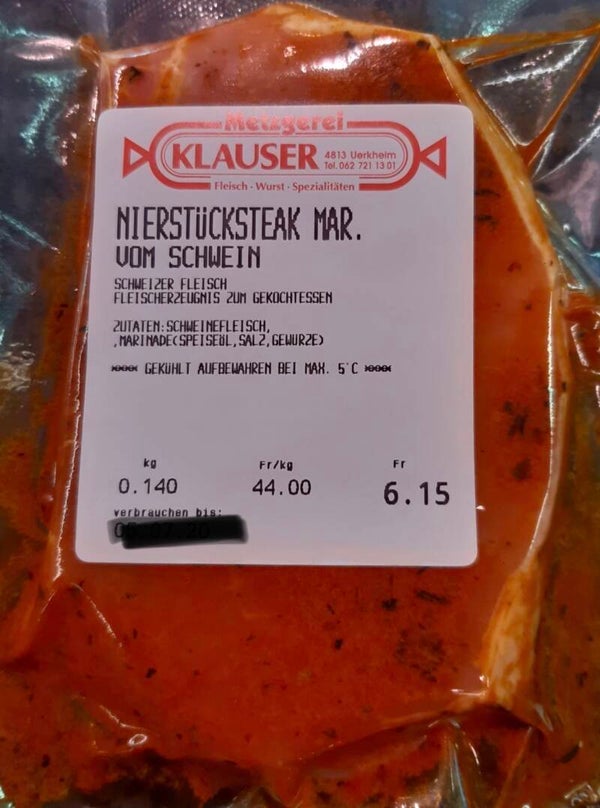 Metzgerei
KLAUSER
4813 Uerkheim
Tel. 062 721 13 01
Fleisch - Wurst - Spezialitäten
NIERSTÜCKSTEAK MAR.
VOM SCHWEIN
SCHWEIZER FLEISCH
FLEISCHERZEUGNIS ZUM GEKOCHTESSEN
ZUTATEN:SCHWEINEFLEISCH,
,MARINADE(SPEISEÖL,SALZ,GEWÜRZE)
GEKÜHLT AUFBEWAHREN BEI MAX. 5°C
kg Fr/kg Fr
0.140 44.00 6.15
verbrauchen bis: